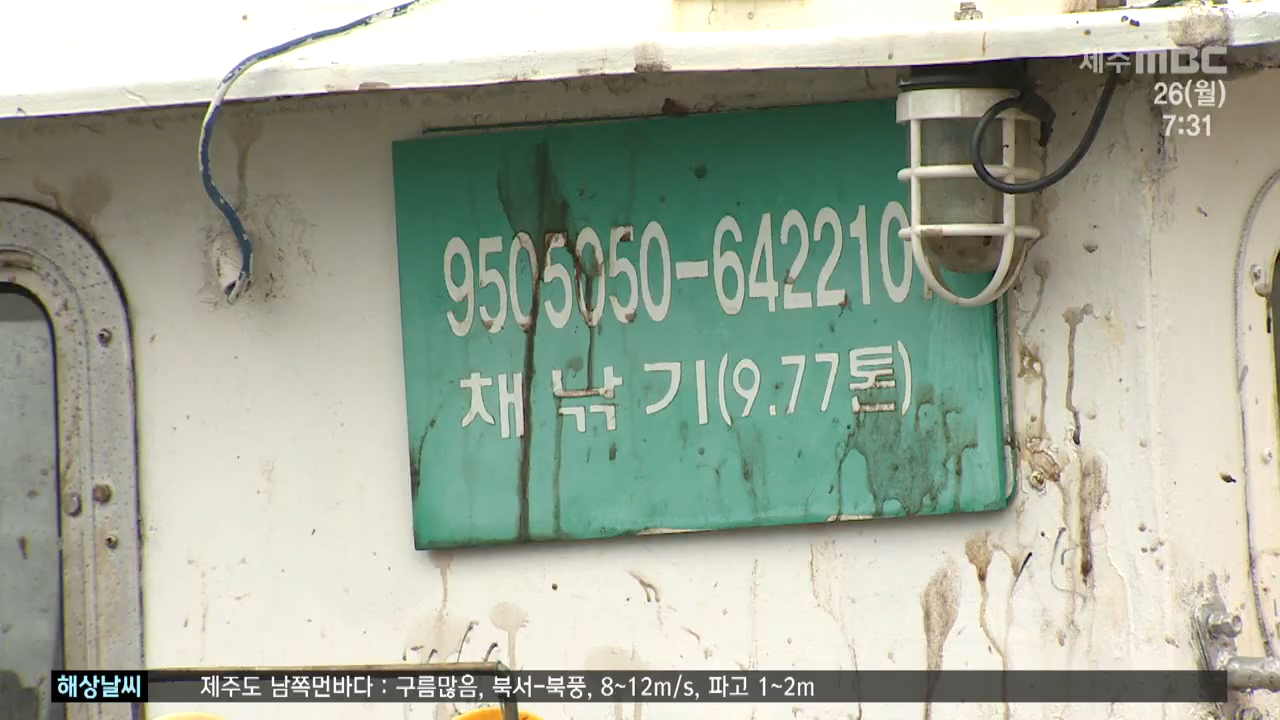 제주MBC
26(월)
7:31
9505050-642210
채낚기(9.77톤)
해상날씨 제주도 남쪽먼바다 : 구름많음, 북서-북풍, 8~12m/s, 파고 1~2m